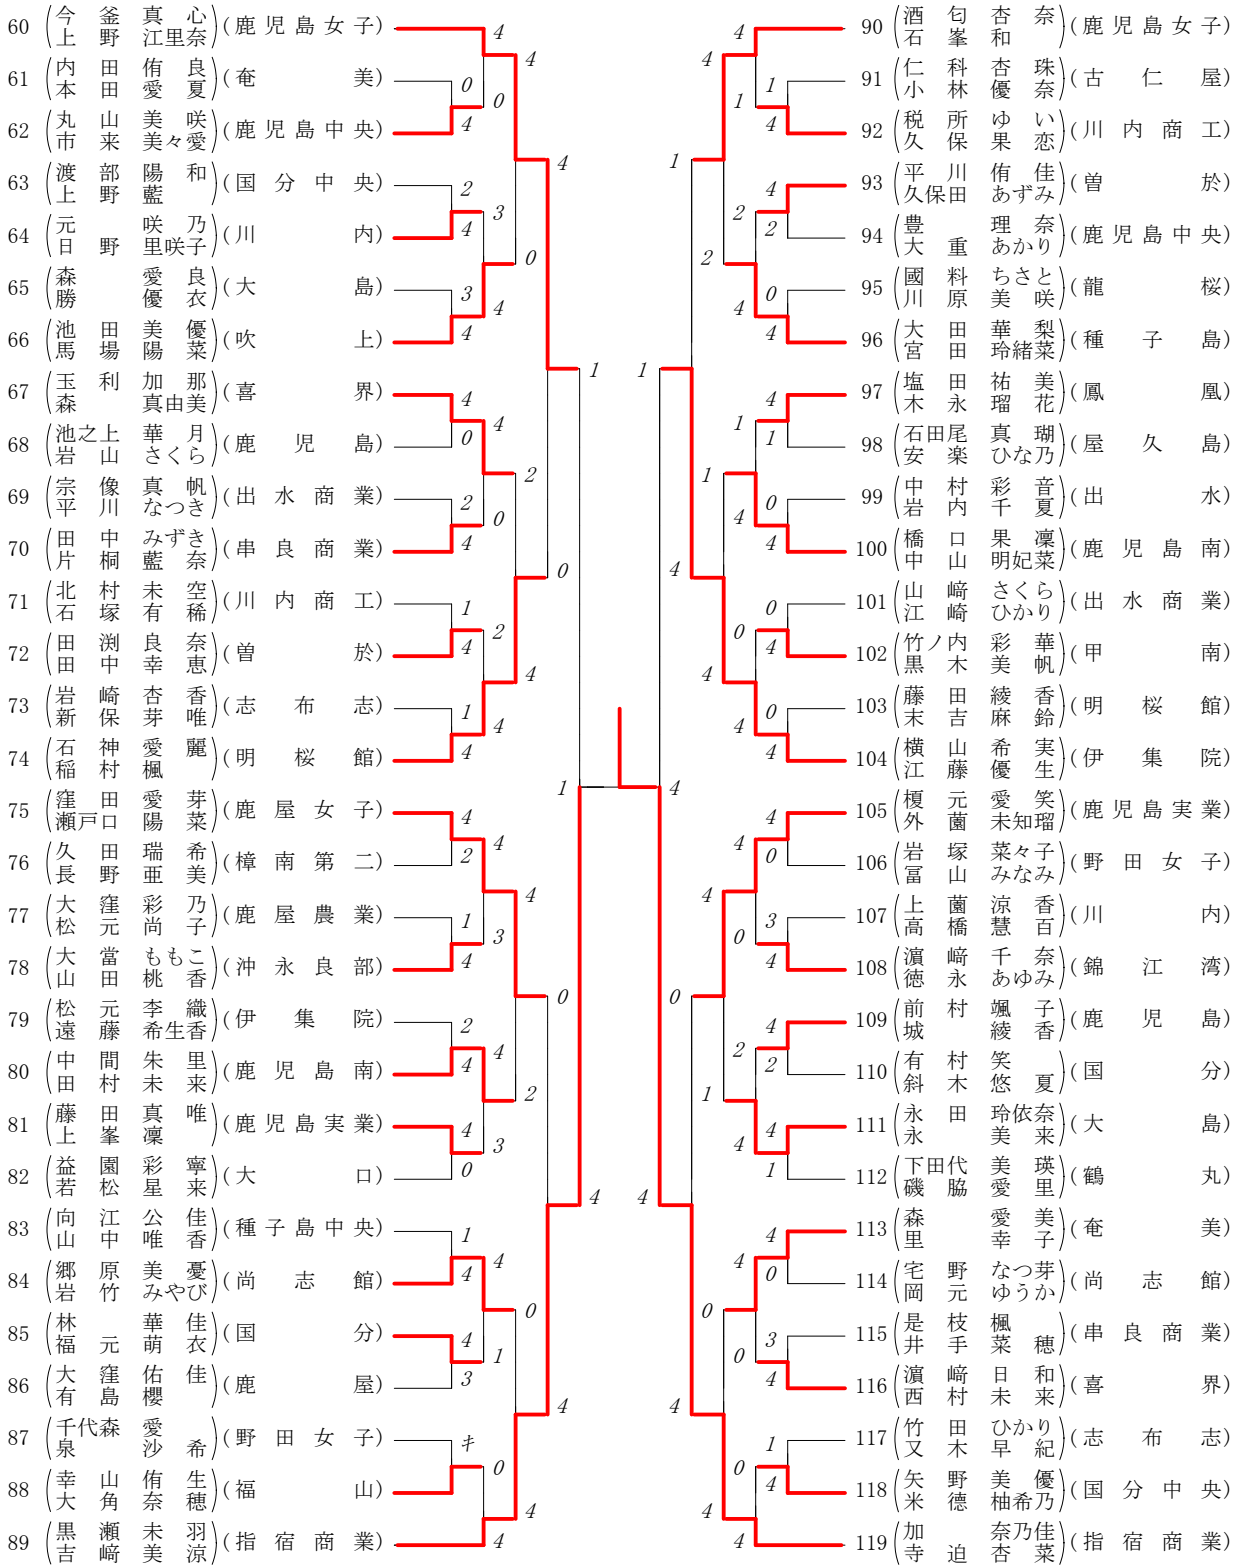 60 (今釜真心 上野江里奈)(鹿児島女子)
61 (内田侑良 本田愛夏)(奄美)
62 (丸山美咲 市来美々愛)(鹿児島中央)
63 (渡部陽和 上野藍)(国分中央)
64 (元咲乃 日野里咲子)(川内)
65 (森愛良 勝優衣)(大島)
66 (池田美優 馬場陽菜)(吹上)
67 (玉利加那 森真由美)(喜界)
68 (池之上華月 岩山さくら)(鹿児島)
69 (宗像真帆 平川なつき)(出水商業)
70 (田中みずき 片桐藍奈)(串良商業)
71 (北村未空 石塚有稀)(川内商工)
72 (田渕良奈 田中幸恵)(曽於)
73 (岩崎杏香 新保芽唯)(志布志)
74 (石神愛麗 稲村楓)(明桜館)
75 (窪田愛芽 瀬戸口陽菜)(鹿屋女子)
76 (久田瑞希 長野亜美)(樟南第二)
77 (大窪彩乃 松元尚子)(鹿屋農業)
78 (大當ももこ 山田桃香)(沖永良部)
79 (松元李織 遠藤希生香)(伊集院)
80 (中間朱里 田村未来)(鹿児島南)
81 (藤田真唯 上峯凜)(鹿児島実業)
82 (益園彩寧 若松星来)(大口)
83 (向江公佳 山中唯香)(種子島中央)
84 (郷原美憂 岩竹みやび)(尚志館)
85 (林華佳 福元萌衣)(国分)
86 (大窪佑佳 有島櫻)(鹿屋)
87 (千代森愛 泉沙希)(野田女子)
88 (幸山侑生 大角奈穂)(福山)
89 (黒瀬未羽 吉﨑美涼)(指宿商業)
4
0
4
2
4
3
4
4
0
2
4
1
4
1
4
4
2
1
4
2
4
4
0
1
4
4
3
キ
4
4
0
3
4
4
0
2
4
4
3
4
3
4
1
0
4
4
0
2
4
4
2
0
4
4
0
0
4
1
4
1
4
1
4
0
4
1
4
0
1
2
1
4
0
4
4
1
2
4
1
4
0
4
0
4
1
4
4
2
0
4
4
1
0
4
0
4
0
4
4
0
3
4
4
2
4
1
4
0
3
4
1
4
4
90 (酒匂杏奈 石峯和)(鹿児島女子)
91 (仁科杏珠 小林優奈)(古仁屋)
92 (税所ゆい 久保果恋)(川内商工)
93 (平川侑佳 久保田あずみ)(曽於)
94 (豊理奈 大重あかり)(鹿児島中央)
95 (國料ちさと 川原美咲)(龍桜)
96 (大田華梨 宮田玲緒菜)(種子島)
97 (塩田祐美 木永瑠花)(鳳凰)
98 (石田尾真瑚 安楽ひな乃)(屋久島)
99 (中村彩音 岩内千夏)(出水)
100 (橋口果凜 中山明妃菜)(鹿児島南)
101 (山﨑さくら 江崎ひかり)(出水商業)
102 (竹ノ内彩華 黒木美帆)(甲南)
103 (藤田綾香 末吉麻鈴)(明桜館)
104 (横山希実 江藤優生)(伊集院)
105 (榎元愛笑 外薗未知瑠)(鹿児島実業)
106 (岩塚菜々子 冨山みなみ)(野田女子)
107 (上薗涼香 高橋慧百)(川内)
108 (濵﨑千奈 徳永あゆみ)(錦江湾)
109 (前村颯子 城綾香)(鹿児島)
110 (有村笑 斜木悠夏)(国分)
111 (永田玲依奈 永美来)(大島)
112 (下田代美瑛 磯脇愛里)(鶴丸)
113 (森愛美 里幸子)(奄美)
114 (宅野なつ芽 岡元ゆうか)(尚志館)
115 (是枝楓 井手菜穂)(串良商業)
116 (濵﨑日和 西村未来)(喜界)
117 (竹田ひかり 又木早紀)(志布志)
118 (矢野美優 米德柚希乃)(国分中央)
119 (加奈乃佳 寺迫杏菜)(指宿商業)